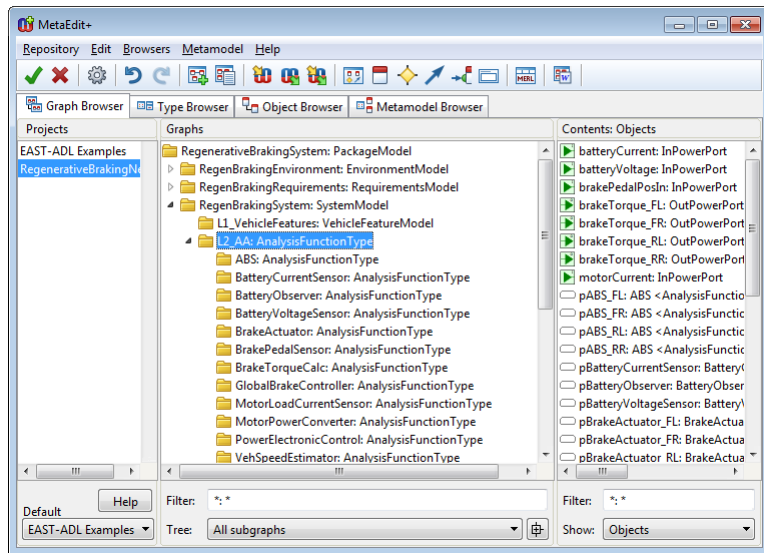 MetaEdit+
Repository Edit Browsers Metamodel Help
MERL
Graph Browser Type Browser Object Browser Metamodel Browser
Projects Graphs Contents: Objects
EAST-ADL Examples
RegenerativeBrakingNe
RegenerativeBrakingSystem: PackageModel
RegenBrakingEnvironment: EnvironmentModel
RegenBrakingRequirements: RequirementsModel
RegenBrakingSystem: SystemModel
L1_VehicleFeatures: VehicleFeatureModel
L2_AA: AnalysisFunctionType
ABS: AnalysisFunctionType
BatteryCurrentSensor: AnalysisFunctionType
BatteryObserver: AnalysisFunctionType
BatteryVoltageSensor: AnalysisFunctionType
BrakeActuator: AnalysisFunctionType
BrakePedalSensor: AnalysisFunctionType
BrakeTorqueCalc: AnalysisFunctionType
GlobalBrakeController: AnalysisFunctionType
MotorLoadCurrentSensor: AnalysisFunctionType
MotorPowerConverter: AnalysisFunctionType
PowerElectronicControl: AnalysisFunctionType
VehSpeedEstimator: AnalysisFunctionType
batteryCurrent: InPowerPort
batteryVoltage: InPowerPort
brakePedalPosIn: InPowerPort
brakeTorque_FL: OutPowerPort
brakeTorque_FR: OutPowerPort
brakeTorque_RL: OutPowerPort
brakeTorque_RR: OutPowerPort
motorCurrent: InPowerPort
pABS_FL: ABS <AnalysisFunctio
pABS_FR: ABS <AnalysisFunctio
pABS_RL: ABS <AnalysisFunctic
pABS_RR: ABS <AnalysisFunctic
pBatteryCurrentSensor: Battery
pBatteryObserver: BatteryObser
pBatteryVoltageSensor: Battery
pBrakeActuator_FL: BrakeActua
pBrakeActuator_FR: BrakeActua
pBrakeActuator_RL: BrakeActua
Default Help
EAST-ADL Examples
Filter: *: *
Tree: All subgraphs
Filter: *: *
Show: Objects